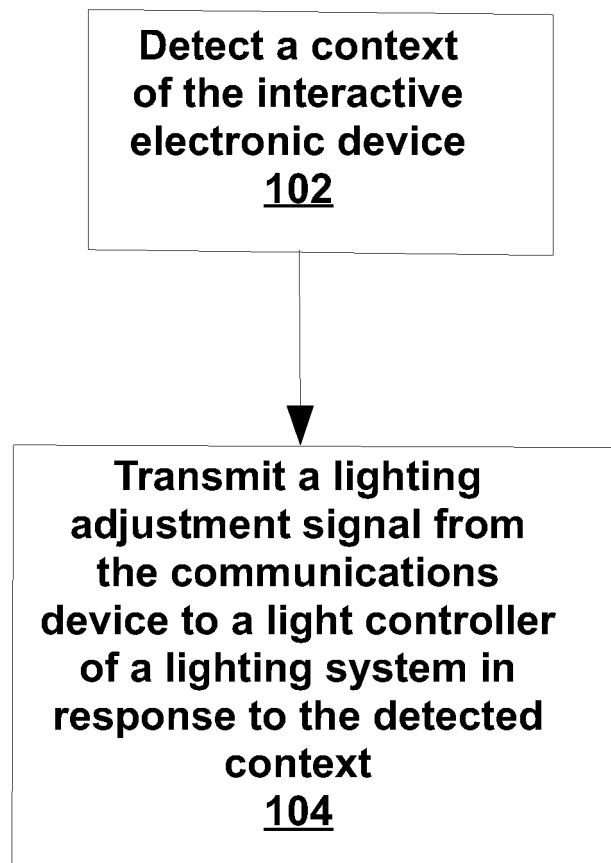 Detect a context
of the interactive
electronic device
102
Transmit a lighting
adjustment signal from
the communications
device to a light controller
of a lighting system in
response to the detected
context
104